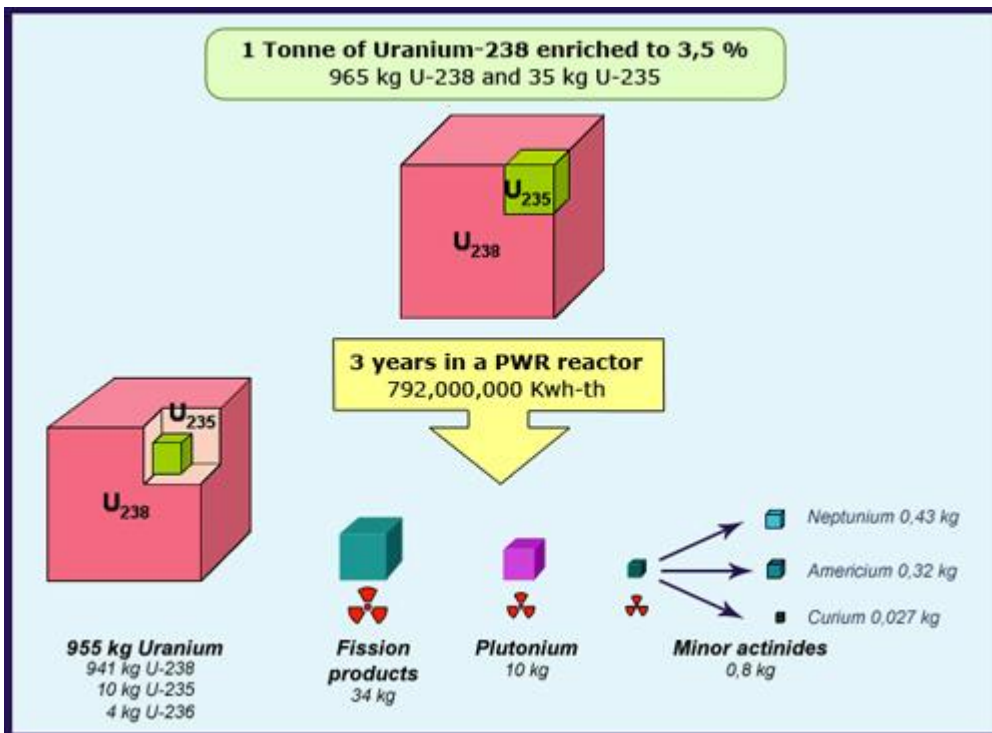 1 Tonne of Uranium-238 enriched to 3,5 %
965 kg U-238 and 35 kg U-235
U235
U238
3 years in a PWR reactor
792,000,000 Kwh-th
U235
U238
Neptunium 0,43 kg
Americium 0,32 kg
Curium 0,027 kg
955 kg Uranium
941 kg U-238
10 kg U-235
4 kg U-236
Fission
products
34 kg
Plutonium
10 kg
Minor actinides
0,8 kg